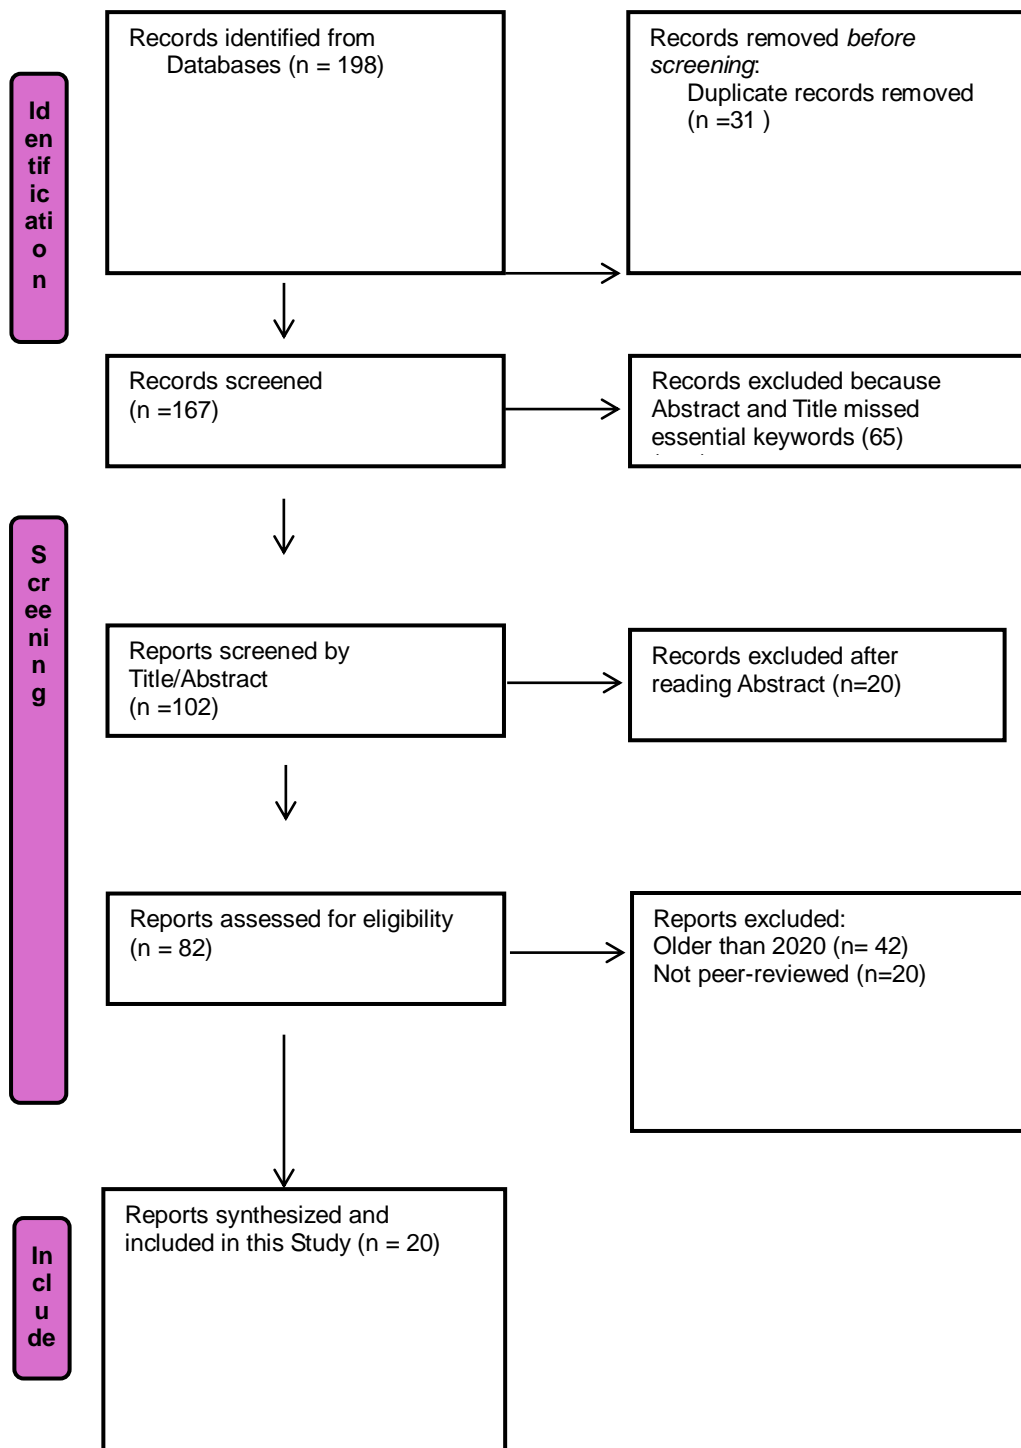 Records identified from
Databases (n = 198)
Records removed before
screening:
Duplicate records removed
(n =31 )
Id
en
tif
ic
ati
o
n
Records screened
(n =167)
Records excluded because
Abstract and Title missed
essential keywords (65)
S
cr
ee
ni
n
g
Reports screened by
Title/Abstract
(n =102)
Records excluded after
reading Abstract (n=20)
Reports assessed for eligibility
(n = 82)
Reports excluded:
Older than 2020 (n= 42)
Not peer-reviewed (n=20)
In
cl
u
de
Reports synthesized and
included in this Study (n = 20)